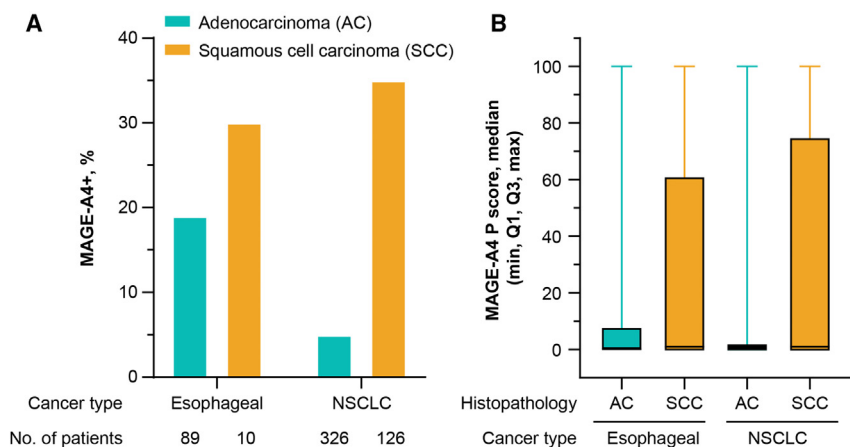 A
Adenocarcinoma (AC)
Squamous cell carcinoma (SCC)
40
30
20
10
0
MAGE-A4+, %
Cancer type Esophageal NSCLC
No. of patients 89 10 326 126
B
100
80
60
40
20
0
MAGE-A4 P score, median
(min, Q1, Q3, max)
Histopathology AC SCC AC SCC
Cancer type Esophageal NSCLC